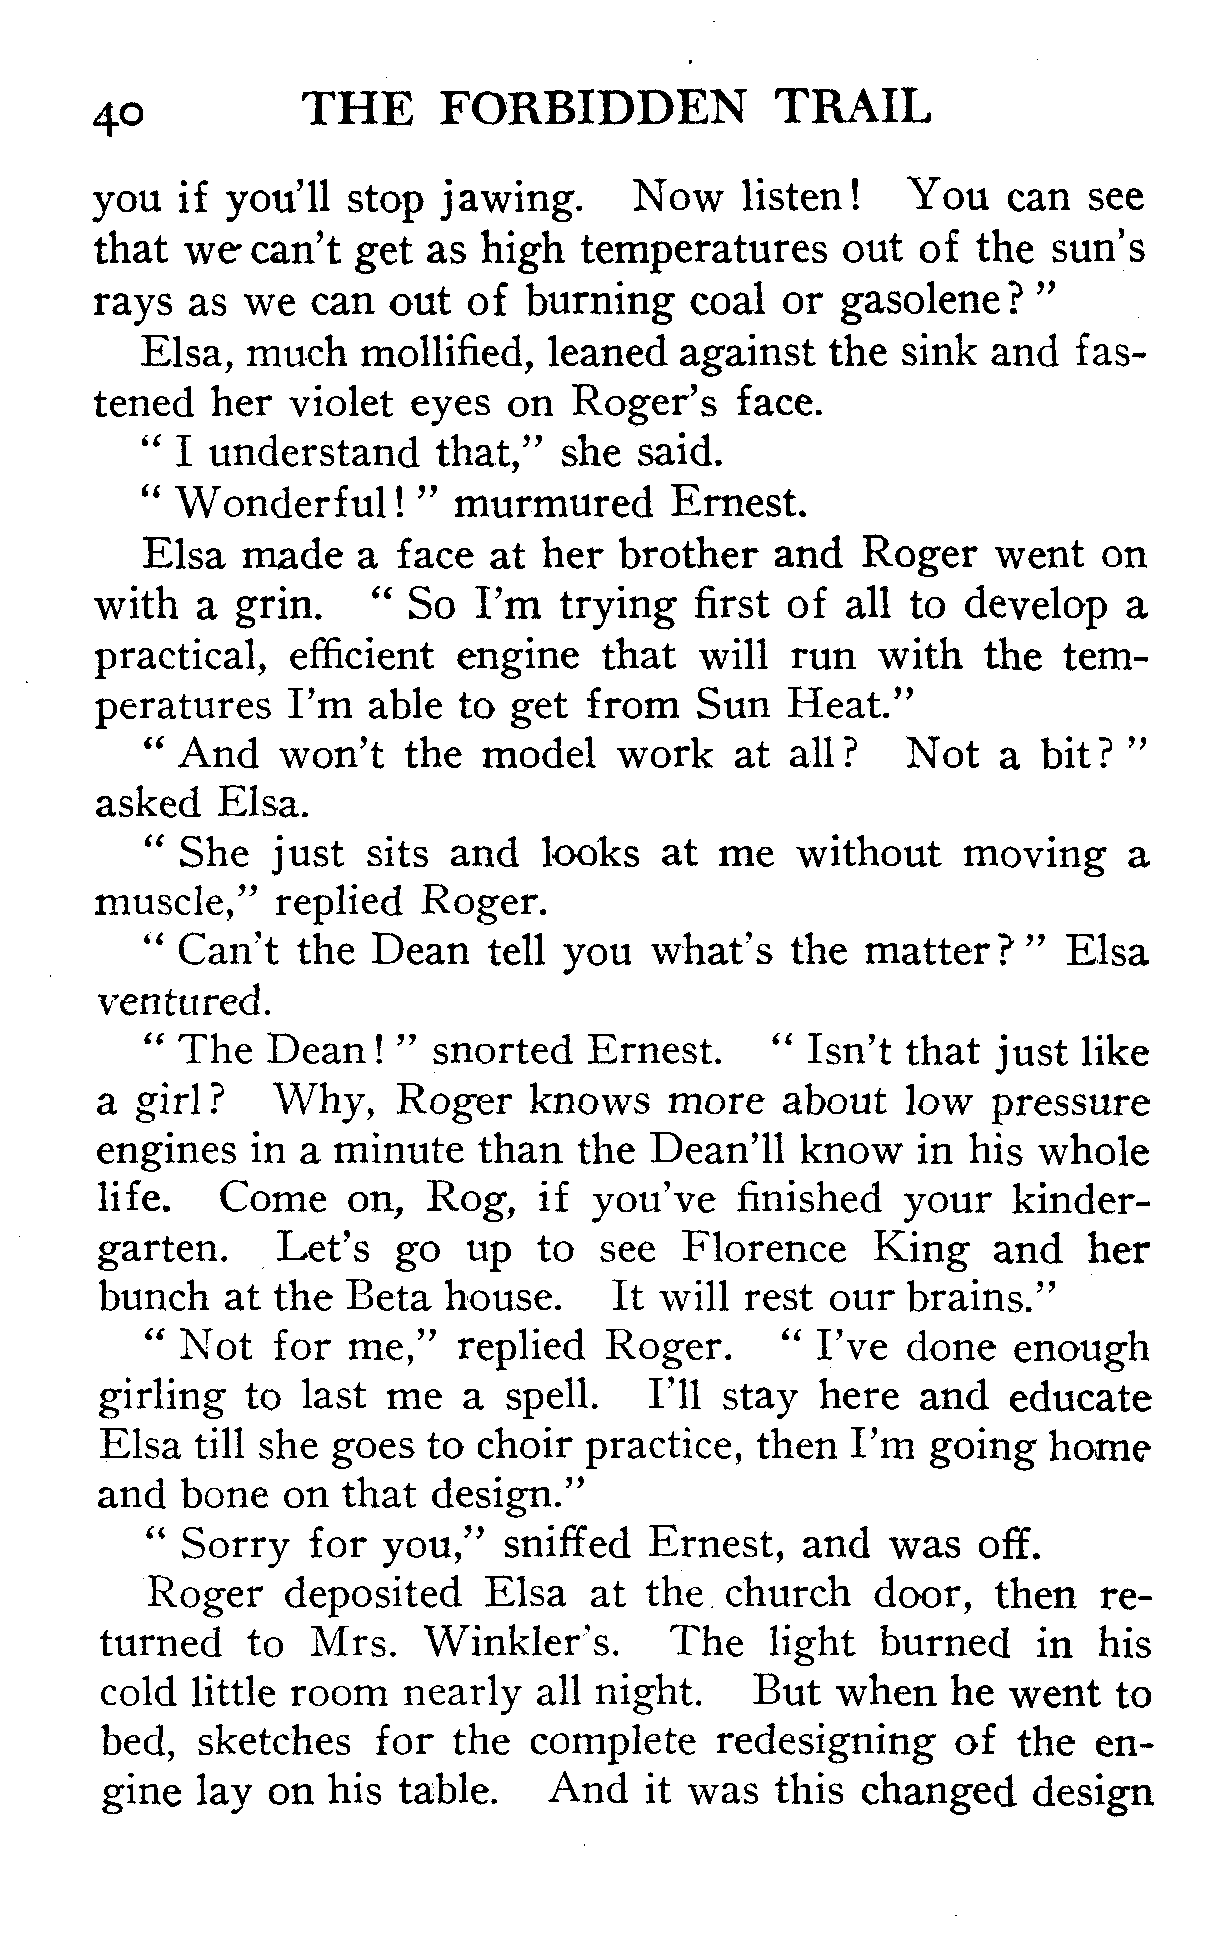 40 THE FORBIDDEN TRAIL
you if you'll stop jawing. Now listen! You can see
that we can't get as high temperatures out of the sun's
rays as we can out of burning coal or gasolene?"
Elsa, much mollified, leaned against the sink and fas-
tened her violet eyes on Roger's face.
"I understand that," she said.
"Wonderful!" murmured Ernest.
Elsa made a face at her brother and Roger went on
with a grin. "So I'm trying first of all to develop a
practical, efficient engine that will run with the tem-
peratures I'm able to get from Sun Heat."
"And won't the model work at all? Not a bit?"
asked Elsa.
"She just sits and looks at me without moving a
muscle," replied Roger.
"Can't the Dean tell you what's the matter?" Elsa
ventured.
"The Dean!" snorted Ernest. "Isn't that just like
a girl? Why, Roger knows more about low pressure
engines in a minute than the Dean'll know in his whole
life. Come on, Rog, if you've finished your kinder-
garten. Let's go up to see Florence King and her
bunch at the Beta house. It will rest our brains."
"Not for me," replied Roger. "I've done enough
girling to last me a spell. I'll stay here and educate
Elsa till she goes to choir practice, then I'm going home
and bone on that design."
"Sorry for you," sniffed Ernest, and was off.
Roger deposited Elsa at the church door, then re-
turned to Mrs. Winkler's. The light burned in his
cold little room nearly all night. But when he went to
bed, sketches for the complete redesigning of the en-
gine lay on his table. And it was this changed design